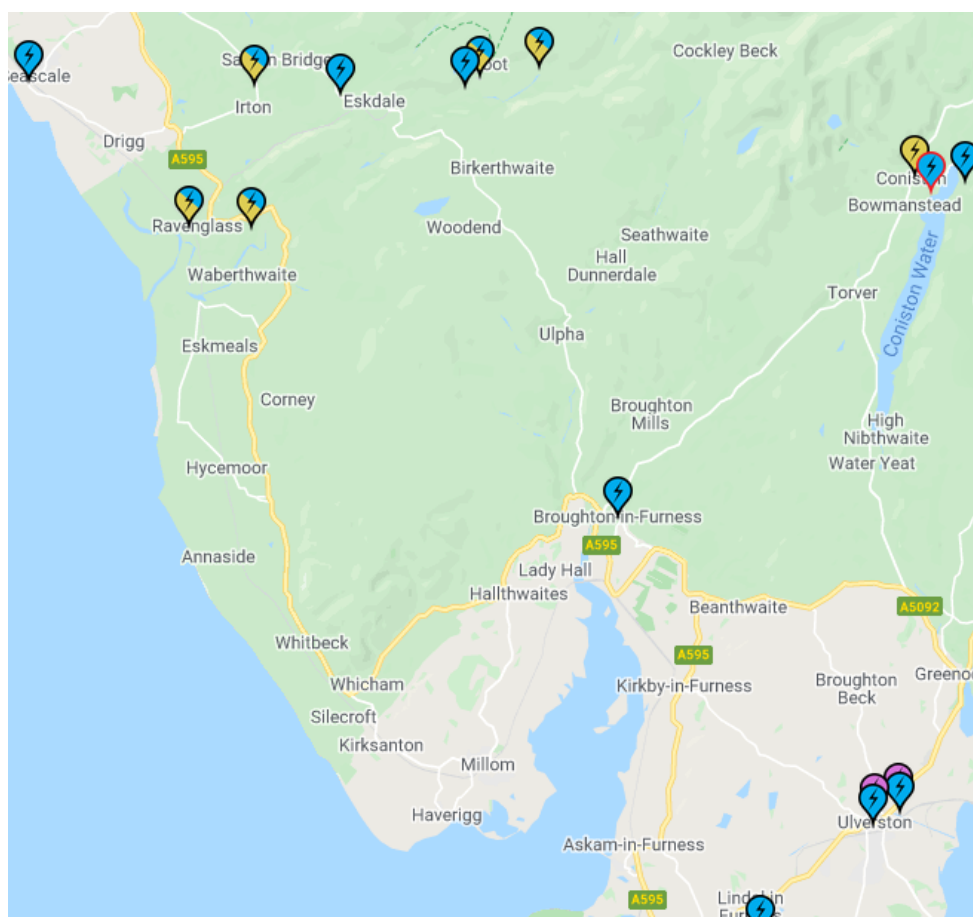 Cockley Beck
Seascale
Eskdale
Irton
Drigg
A595
Birkerthwaite
Coniston
Bowmanstead
Ravenglass
Woodend
Seathwaite
Hall
Dunnerdale
Waberthwaite
Coniston Water
Torver
Eskmeals
Ulpha
Corney
Broughton
Mills
High
Nibthwaite
Water Yeat
Hycemoor
Broughton-in-Furness
A595
Annaside
Lady Hall
Hallthwaites
Beanthwaite
A5092
Whitbeck
A595
Whicham
Kirkby-in-Furness
Broughton
Beck
Silecroft
Kirksanton
Millom
Haverigg
Ulverston
Askam-in-Furness
A595